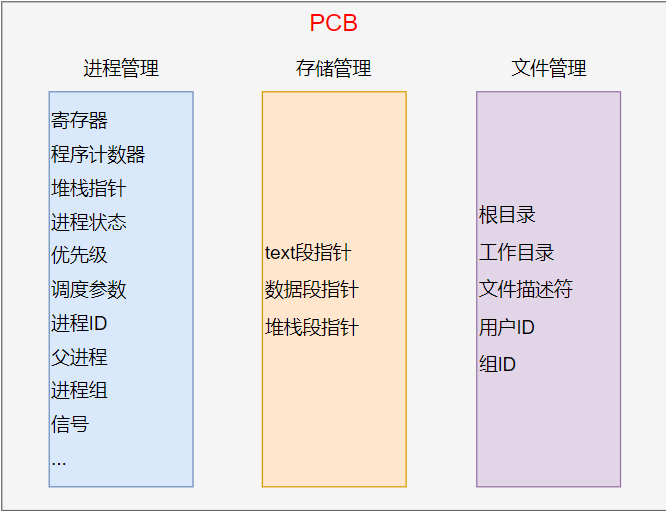 PCB
进程管理
寄存器
程序计数器
堆栈指针
进程状态
优先级
调度参数
进程ID
父进程
进程组
信号
...
存储管理
text段指针
数据段指针
堆栈段指针
文件管理
根目录
工作目录
文件描述符
用户ID
组ID